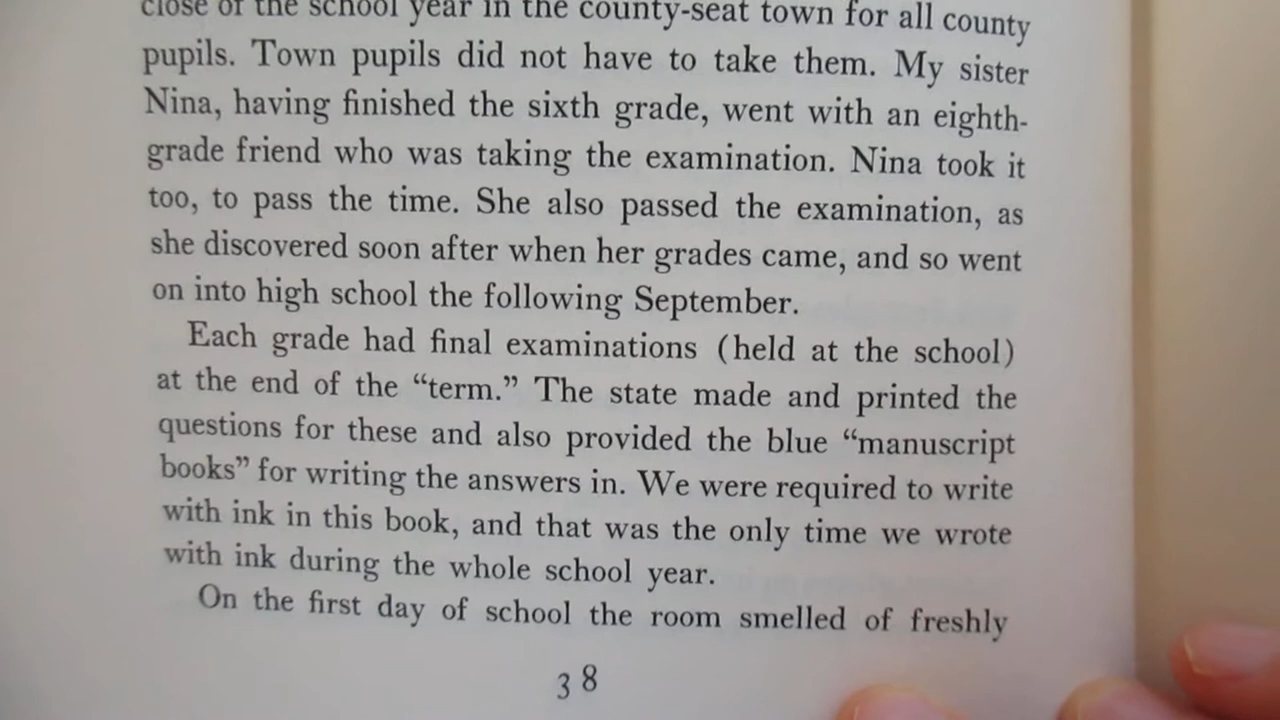 close of the school year in the county-seat town for all county
pupils. Town pupils did not have to take them. My sister
Nina, having finished the sixth grade, went with an eighth-
grade friend who was taking the examination. Nina took it
too, to pass the time. She also passed the examination, as
she discovered soon after when her grades came, and so went
on into high school the following September.
Each grade had final examinations (held at the school)
at the end of the “term.” The state made and printed the
questions for these and also provided the blue “manuscript
books” for writing the answers in. We were required to write
with ink in this book, and that was the only time we wrote
with ink during the whole school year.
On the first day of school the room smelled of freshly
38